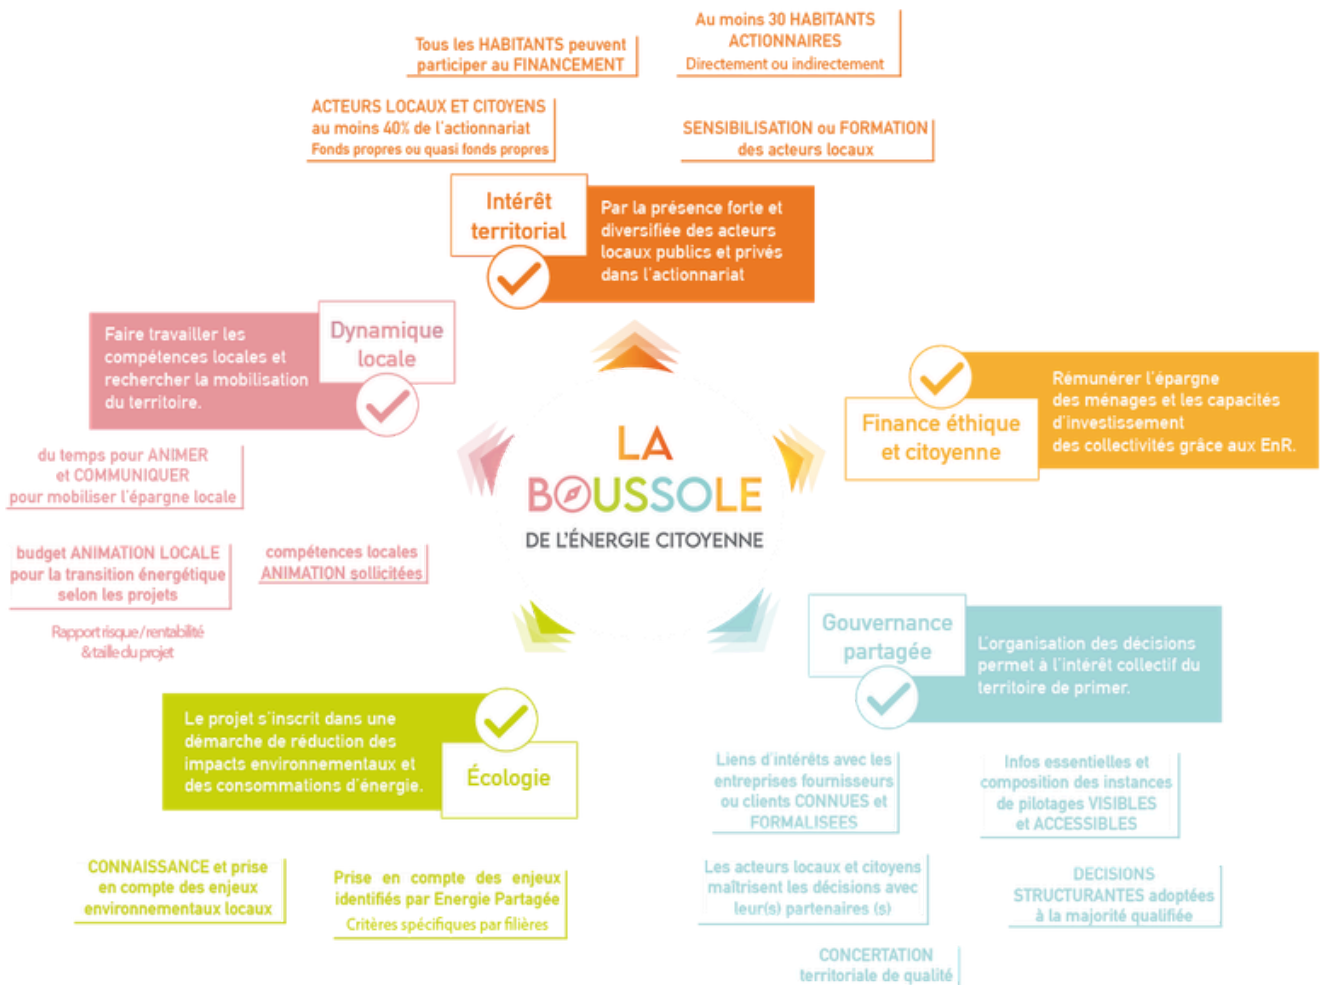 Tous les HABITANTS peuvent
participer au FINANCEMENT
Au moins 30 HABITANTS
ACTIONNAIRES
Directement ou indirectement
ACTEURS LOCAUX ET CITOYENS
au moins 40% de l'actionnariat
Fonds propres ou quasi fonds propres
SENSIBILISATION ou FORMATION
des acteurs locaux
Intérêt
territorial
Par la présence forte et
diversifiée des acteurs
locaux publics et privés
dans l'actionnariat
Faire travailler les
compétences locales et
rechercher la mobilisation
du territoire.
Dynamique
locale
du temps pour ANIMER
et COMMUNIQUER
pour mobiliser l'épargne locale
budget ANIMATION LOCALE
pour la transition énergétique
selon les projets
Rapport risque / rentabilité
& taille du projet
compétences locales
ANIMATION sollicitées
LA
BOUSSOLE
DE L'ÉNERGIE CITOYENNE
Finance éthique
et citoyenne
Rémunérer l'épargne
des ménages et les capacités
d'investissement
des collectivités grâce aux EnR.
Gouvernance
partagée
L'organisation des décisions
permet à l'intérêt collectif du
territoire de primer.
Liens d'intérêts avec les
entreprises fournisseurs
ou clients CONNUES et
FORMALISEES
Infos essentielles et
composition des instances
de pilotages VISIBLES
et ACCESSIBLES
Les acteurs locaux et citoyens
maîtrisent les décisions avec
leur(s) partenaires (s)
DECISIONS
STRUCTURANTES adoptées
à la majorité qualifiée
CONCERTATION
territoriale de qualité
Le projet s'inscrit dans une
démarche de réduction des
impacts environnementaux et
des consommations d'énergie.
Écologie
CONNAISSANCE et prise
en compte des enjeux
environnementaux locaux
Prise en compte des enjeux
identifiés par Energie Partagée
Critères spécifiques par filières